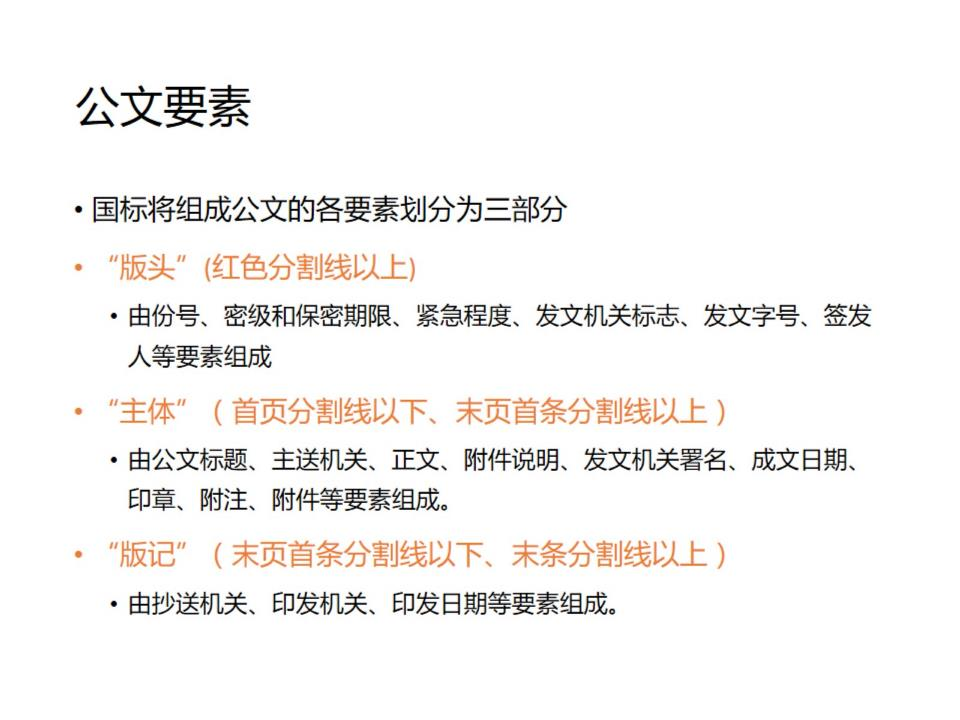 公文要素
• 国标将组成公文的各要素划分为三部分
• “版头”(红色分割线以上)
• 由份号、密级和保密期限、紧急程度、发文机关标志、发文字号、签发
人等要素组成
• “主体”（首页分割线以下、末页首条分割线以上）
• 由公文标题、主送机关、正文、附件说明、发文机关署名、成文日期、
印章、附注、附件等要素组成。
• “版记”（末页首条分割线以下、末条分割线以上）
• 由抄送机关、印发机关、印发日期等要素组成。